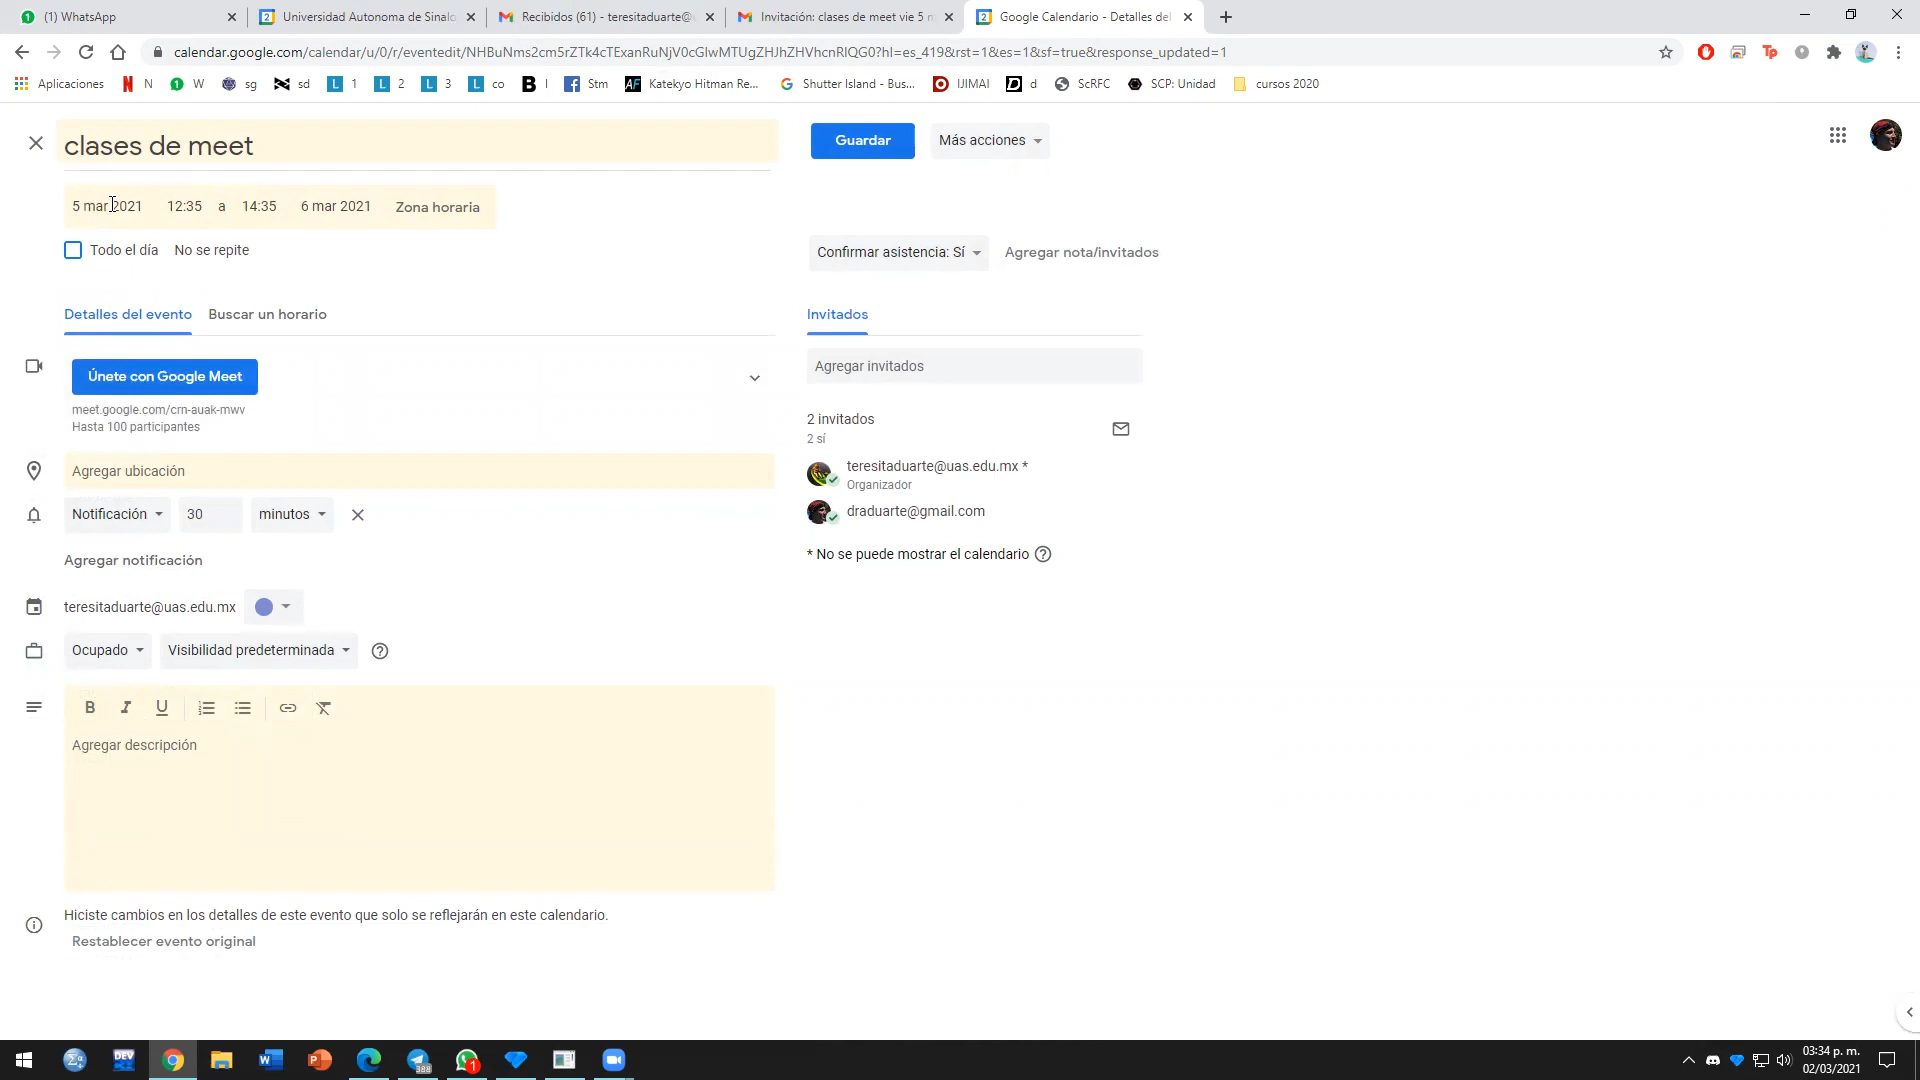 (1) WhatsApp
Universidad Autonoma de Sinalo
Recibidos (61) - teresitaduarte@u
Invitación: clases de meet vie 5 m
Google Calendario - Detalles del
calendar.google.com/calendar/u/0/r/eventedit/NHBuNms2cm5rZTk4cTExanRuNjV0cGlwMTUgZHJhZHVhcnRlQG0?hl=es_419&rst=1&es=1&sf=true&response_updated=1
Aplicaciones N W sg sd 1 2 3 co I Stm Katekyo Hitman Re... Shutter Island - Bus... IJIMAI d ScRFC SCP: Unidad cursos 2020
clases de meet
Guardar
Más acciones
5 mar 2021 12:35 a 14:35 6 mar 2021 Zona horaria
Todo el día No se repite
Confirmar asistencia: Sí
Agregar nota/invitados
Detalles del evento Buscar un horario
Invitados
Únete con Google Meet
meet.google.com/crn-auak-mwv
Hasta 100 participantes
Agregar invitados
2 invitados
2 sí
teresitaduarte@uas.edu.mx *
Organizador
draduarte@gmail.com
* No se puede mostrar el calendario
Agregar ubicación
Notificación 30 minutos
Agregar notificación
teresitaduarte@uas.edu.mx
Ocupado Visibilidad predeterminada
B I U
Agregar descripción
Hiciste cambios en los detalles de este evento que solo se reflejarán en este calendario.
Restablecer evento original
DEV
388
1
03:34 p. m.
02/03/2021